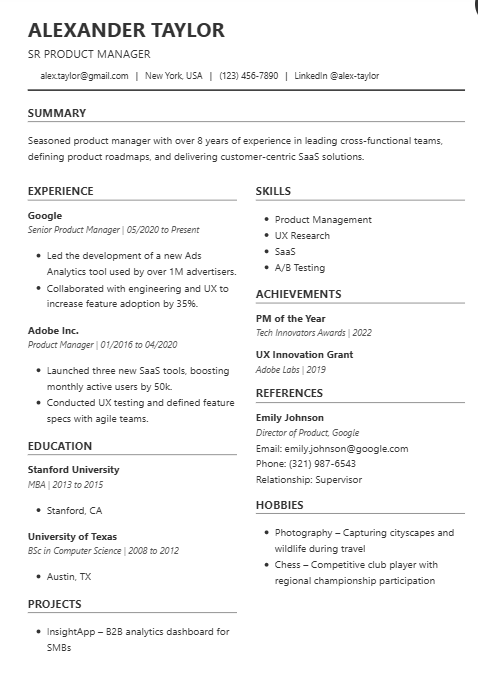 ALEXANDER TAYLOR
SR PRODUCT MANAGER
alex.taylor@gmail.com | New York, USA | (123) 456-7890 | LinkedIn @alex-taylor
SUMMARY
Seasoned product manager with over 8 years of experience in leading cross-functional teams,
defining product roadmaps, and delivering customer-centric SaaS solutions.
EXPERIENCE
Google
Senior Product Manager | 05/2020 to Present
• Led the development of a new Ads
Analytics tool used by over 1M advertisers.
• Collaborated with engineering and UX to
increase feature adoption by 35%.
Adobe Inc.
Product Manager | 01/2016 to 04/2020
• Launched three new SaaS tools, boosting
monthly active users by 50k.
• Conducted UX testing and defined feature
specs with agile teams.
EDUCATION
Stanford University
MBA | 2013 to 2015
• Stanford, CA
University of Texas
BSc in Computer Science | 2008 to 2012
• Austin, TX
PROJECTS
• InsightApp – B2B analytics dashboard for
SMBs
SKILLS
• Product Management
• UX Research
• SaaS
• A/B Testing
ACHIEVEMENTS
PM of the Year
Tech Innovators Awards | 2022
UX Innovation Grant
Adobe Labs | 2019
REFERENCES
Emily Johnson
Director of Product, Google
Email: emily.johnson@google.com
Phone: (321) 987-6543
Relationship: Supervisor
HOBBIES
• Photography – Capturing cityscapes and
wildlife during travel
• Chess – Competitive club player with
regional championship participation